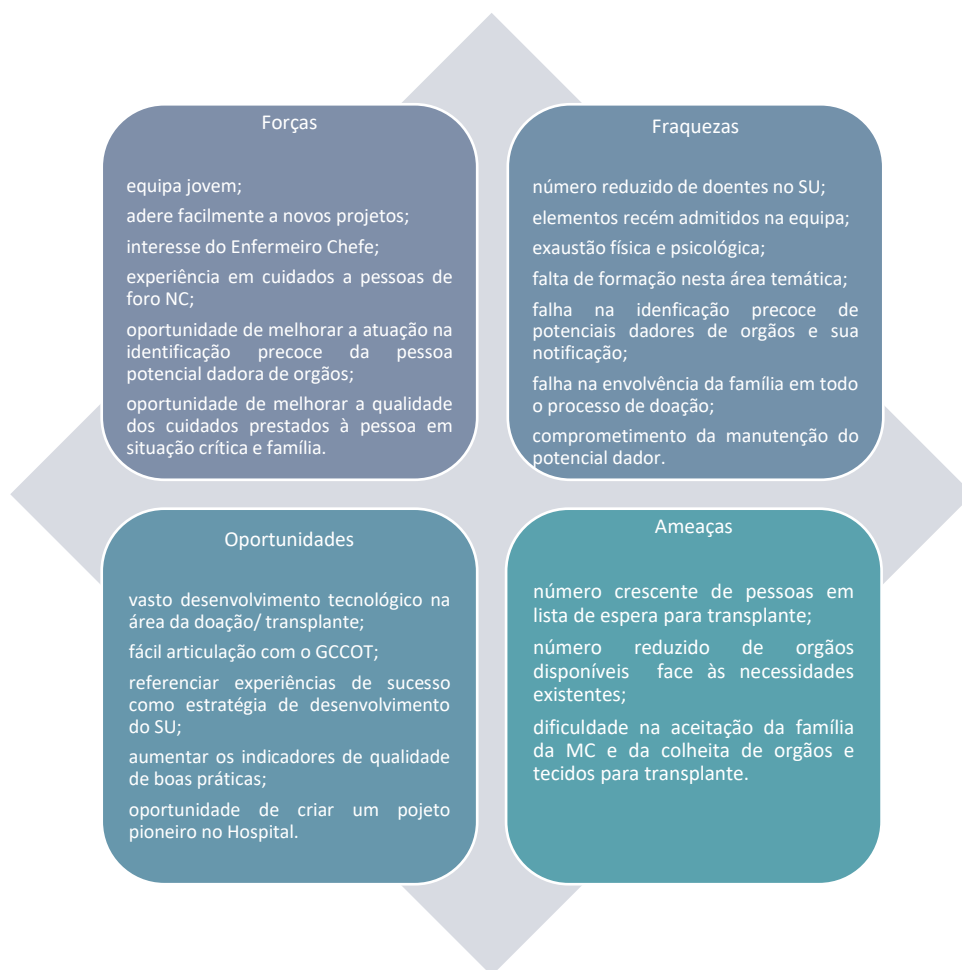 Forças
equipa jovem;
adere facilmente a novos projetos;
interesse do Enfermeiro Chefe;
experiência em cuidados a pessoas de
foro NC;
oportunidade de melhorar a atuação na
identificação precoce da pessoa
potencial dadora de orgãos;
oportunidade de melhorar a qualidade
dos cuidados prestados à pessoa em
situação crítica e família.
Fraquezas
número reduzido de doentes no SU;
elementos recém admitidos na equipa;
exaustão física e psicológica;
falta de formação nesta área temática;
falha na idenficação precoce de
potenciais dadores de orgãos e sua
notificação;
falha na envolvência da família em todo
o processo de doação;
comprometimento da manutenção do
potencial dador.
Oportunidades
vasto desenvolvimento tecnológico na
área da doação/ transplante;
fácil articulação com o GCCOT;
referenciar experiências de sucesso
como estratégia de desenvolvimento
do SU;
aumentar os indicadores de qualidade
de boas práticas;
oportunidade de criar um pojeto
pioneiro no Hospital.
Ameaças
número crescente de pessoas em
lista de espera para transplante;
número reduzido de orgãos
disponíveis face às necessidades
existentes;
dificuldade na aceitação da família
da MC e da colheita de orgãos e
tecidos para transplante.